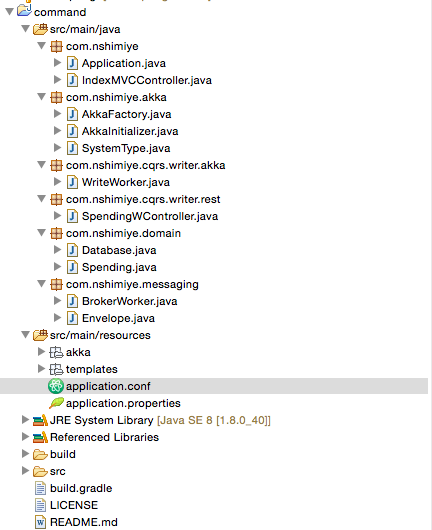 command
src/main/java
com.nshimiye
Application.java
IndexMVCController.java
com.nshimiye.akka
AkkaFactory.java
AkkaInitializer.java
SystemType.java
com.nshimiye.cqrs.writer.akka
WriteWorker.java
com.nshimiye.cqrs.writer.rest
SpendingWController.java
com.nshimiye.domain
Database.java
Spending.java
com.nshimiye.messaging
BrokerWorker.java
Envelope.java
src/main/resources
akka
templates
application.conf
application.properties
JRE System Library [Java SE 8 [1.8.0_40]]
Referenced Libraries
build
src
build.gradle
LICENSE
README.md